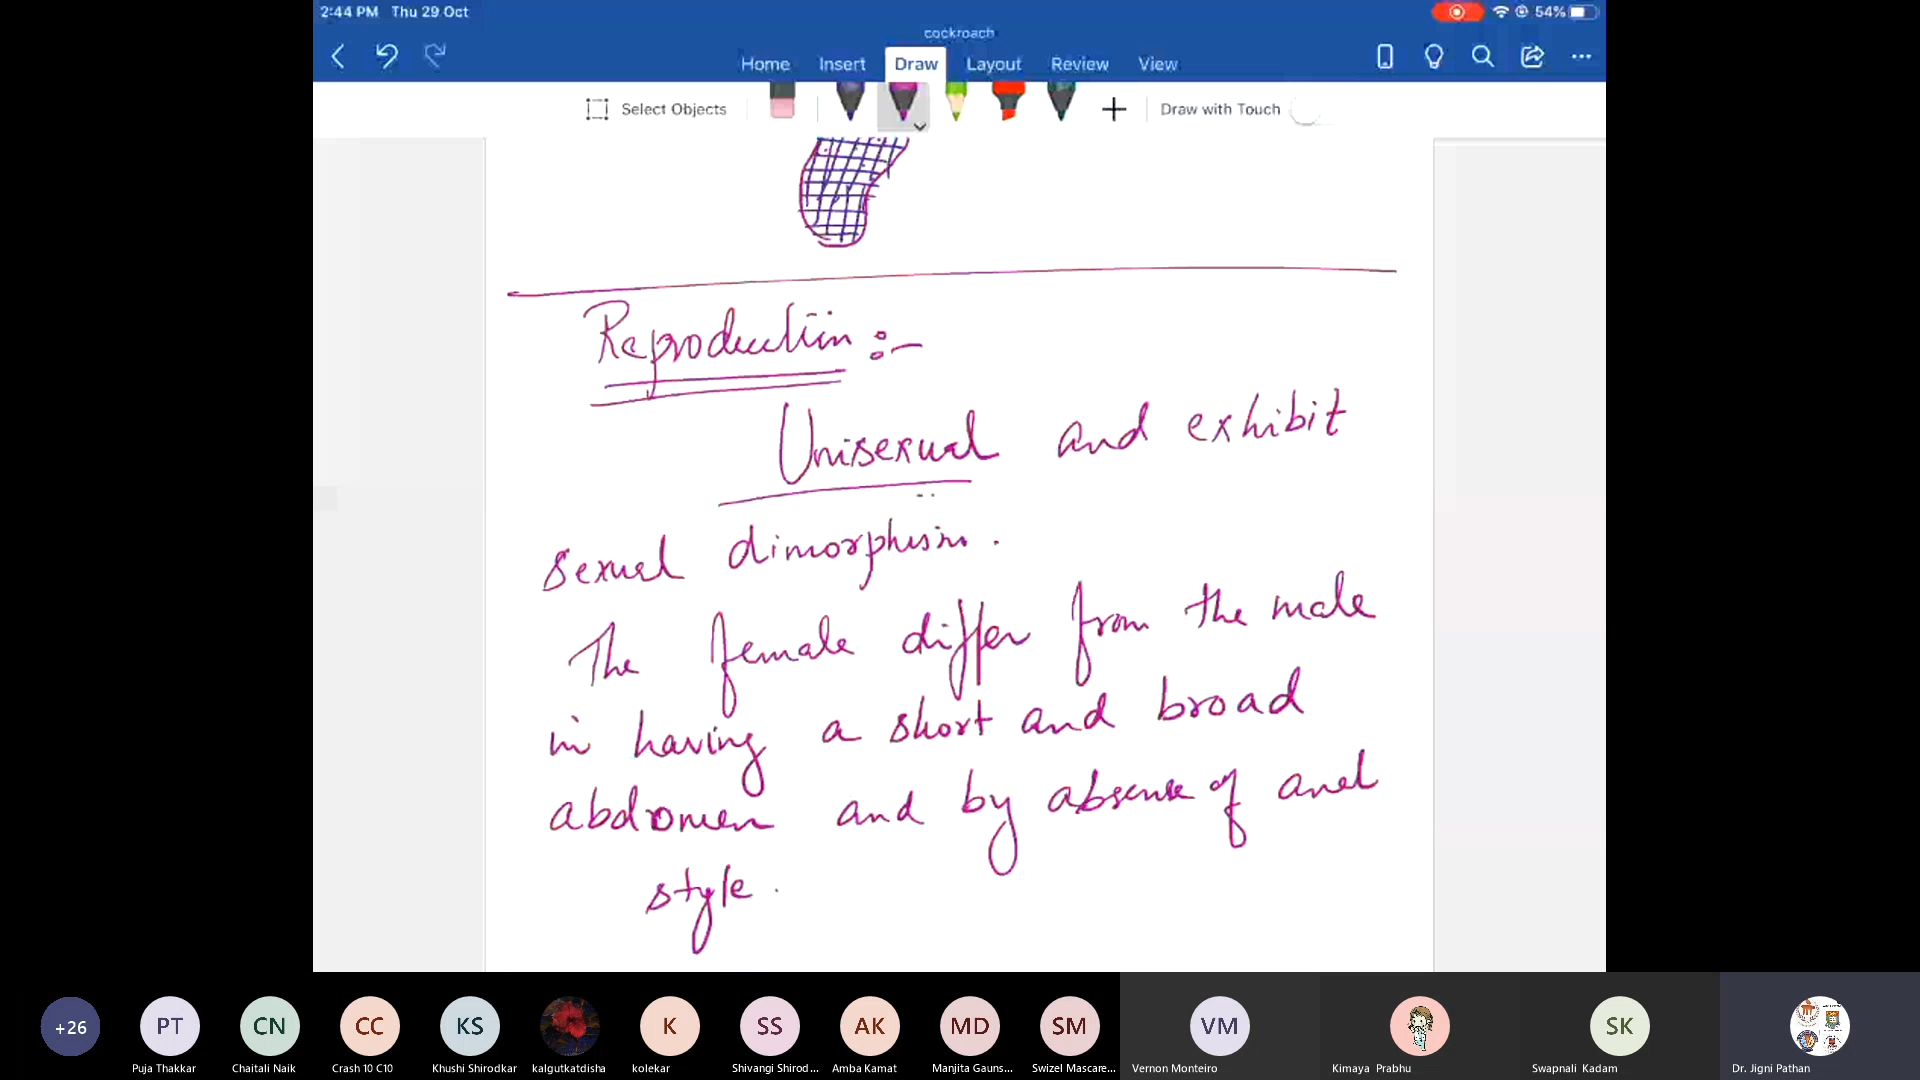 2:44 PM Thu 29 Oct
54%
cockroach
Home Insert Draw Layout Review View
Select Objects
Draw with Touch
Reproduction :-
Unisexual and exhibit
sexual dimorphism.
The female differ from the male
in having a short and broad
abdomen and by absense of anal
style.
+26 PT CN CC KS K SS AK MD SM VM SK
Puja Thakkar Chaitali Naik Crash 10 C10 Khushi Shirodkar kalgutkatdisha kolekar Shivangi Shirod... Amba Kamat Manjita Gauns... Swizel Mascare... Vernon Monteiro Kimaya Prabhu Swapnali Kadam Dr. Jigni Pathan